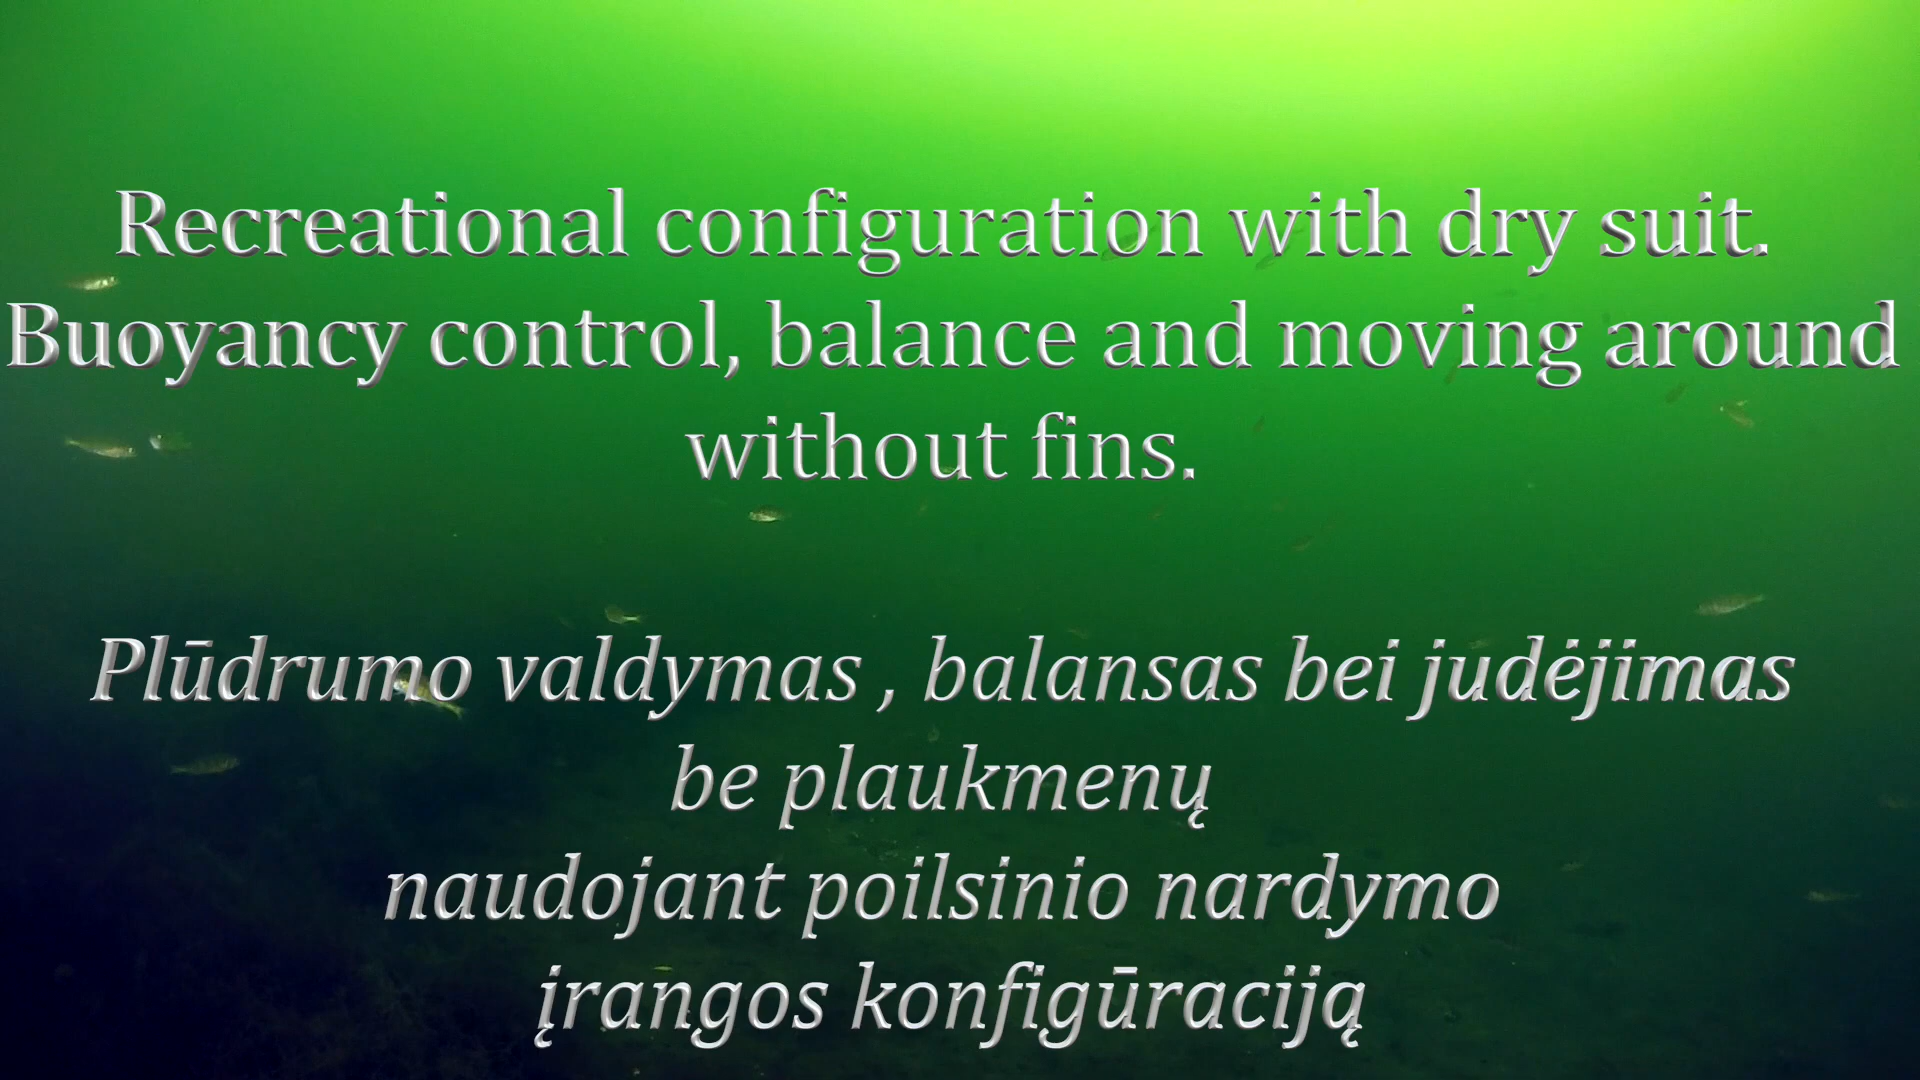 Recreational configuration with dry suit.
Buoyancy control, balance and moving around
without fins.
Plūdrumo valdymas , balansas bei judėjimas
be plaukmenų
naudojant poilsinio nardymo
įrangos konfigūraciją